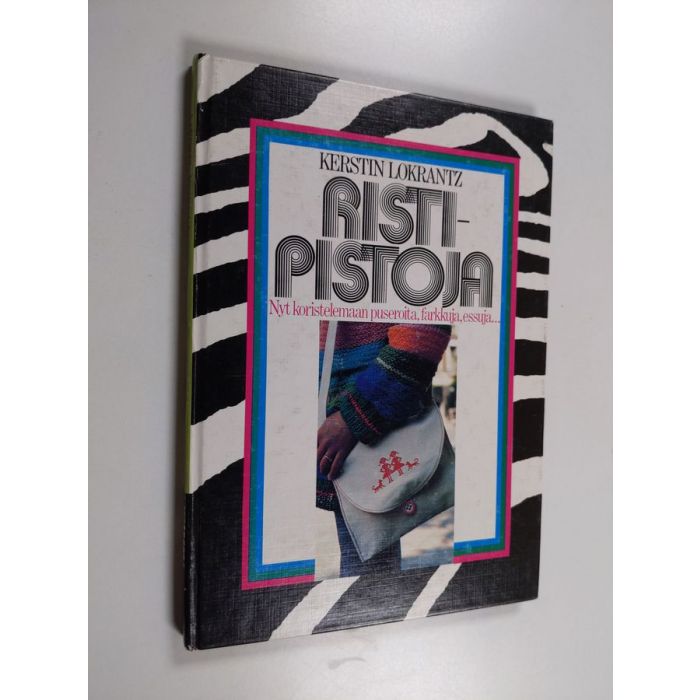 KERSTIN LOKRANTZ
RISTI-
PISTOJA
Nyt koristelemaan puseroita, farkkuja, essuja...